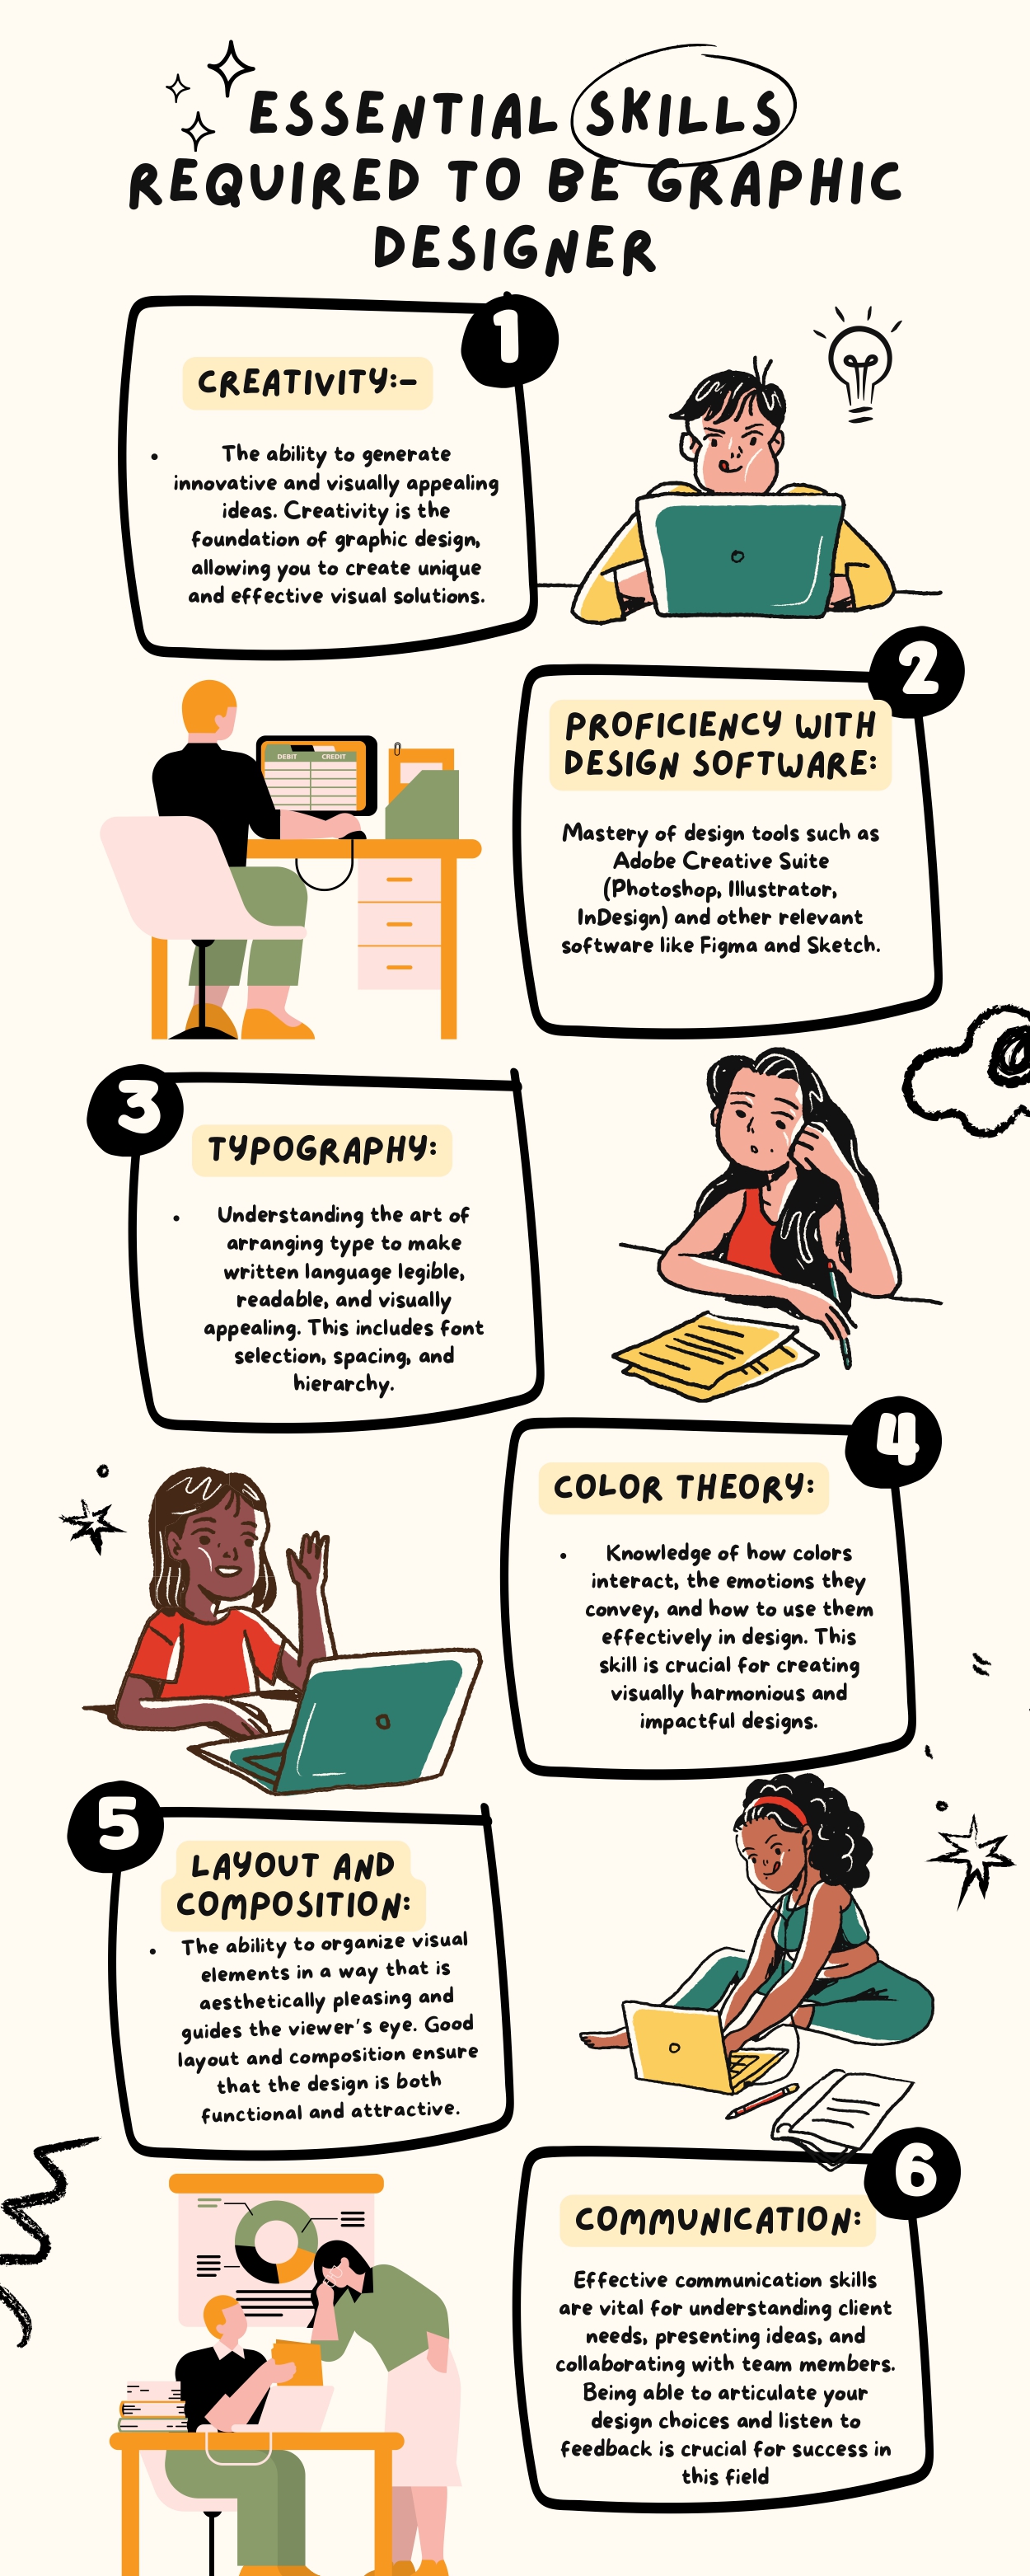 ESSENTIAL SKILLS
REQUIRED TO BE GRAPHIC
DESIGNER
1
CREATIVITY:-
• The ability to generate
innovative and visually appealing
ideas. Creativity is the
foundation of graphic design,
allowing you to create unique
and effective visual solutions.
2
PROFICIENCY WITH
DESIGN SOFTWARE:
Mastery of design tools such as
Adobe Creative Suite
(Photoshop, Illustrator,
InDesign) and other relevant
software like Figma and Sketch.
DEBIT CREDIT
3
TYPOGRAPHY:
• Understanding the art of
arranging type to make
written language legible,
readable, and visually
appealing. This includes font
selection, spacing, and
hierarchy.
4
COLOR THEORY:
• Knowledge of how colors
interact, the emotions they
convey, and how to use them
effectively in design. This
skill is crucial for creating
visually harmonious and
impactful designs.
5
LAYOUT AND
COMPOSITION:
• The ability to organize visual
elements in a way that is
aesthetically pleasing and
guides the viewer's eye. Good
layout and composition ensure
that the design is both
functional and attractive.
6
COMMUNICATION:
Effective communication skills
are vital for understanding client
needs, presenting ideas, and
collaborating with team members.
Being able to articulate your
design choices and listen to
feedback is crucial for success in
this field